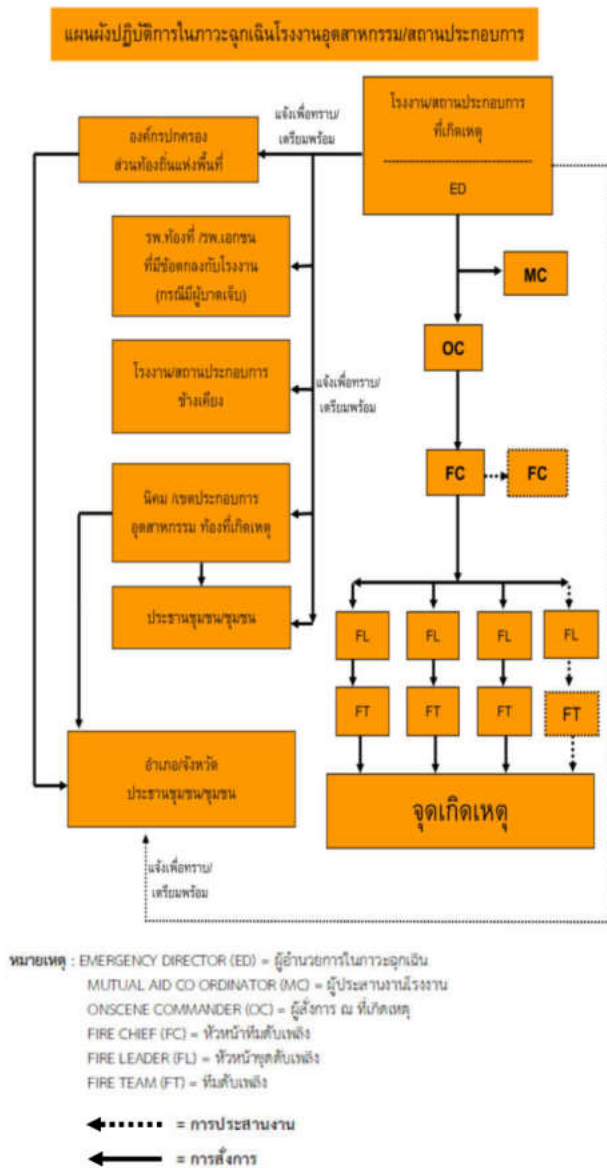 แผนผังปฏิบัติการในภาวะฉุกเฉินโรงงานอุตสาหกรรม/สถานประกอบการ
โรงงาน/สถานประกอบการ
ที่เกิดเหตุ
ED
แจ้งเพื่อทราบ/
เตรียมพร้อม
องค์กรปกครอง
ส่วนท้องถิ่นแห่งพื้นที่
รพ.ท้องที่ /รพ.เอกชน
ที่มีข้อตกลงกับโรงงาน
(กรณีมีผู้บาดเจ็บ)
MC
OC
โรงงาน/สถานประกอบการ
ข้างเคียง
แจ้งเพื่อทราบ/
เตรียมพร้อม
FC
FC
นิคม /เขตประกอบการ
อุตสาหกรรม ท้องที่เกิดเหตุ
ประธานชุมชน/ชุมชน
FL
FL
FL
FL
FT
FT
FT
FT
อำเภอ/จังหวัด
ประธานชุมชน/ชุมชน
จุดเกิดเหตุ
แจ้งเพื่อทราบ/
เตรียมพร้อม
หมายเหตุ : EMERGENCY DIRECTOR (ED) = ผู้อำนวยการในภาวะฉุกเฉิน
MUTUAL AID CO ORDINATOR (MC) = ผู้ประสานงานโรงงาน
ONSCENE COMMANDER (OC) = ผู้สั่งการ ณ ที่เกิดเหตุ
FIRE CHIEF (FC) = หัวหน้าทีมดับเพลิง
FIRE LEADER (FL) = หัวหน้าชุดดับเพลิง
FIRE TEAM (FT) = ทีมดับเพลิง
= การประสานงาน
= การสั่งการ